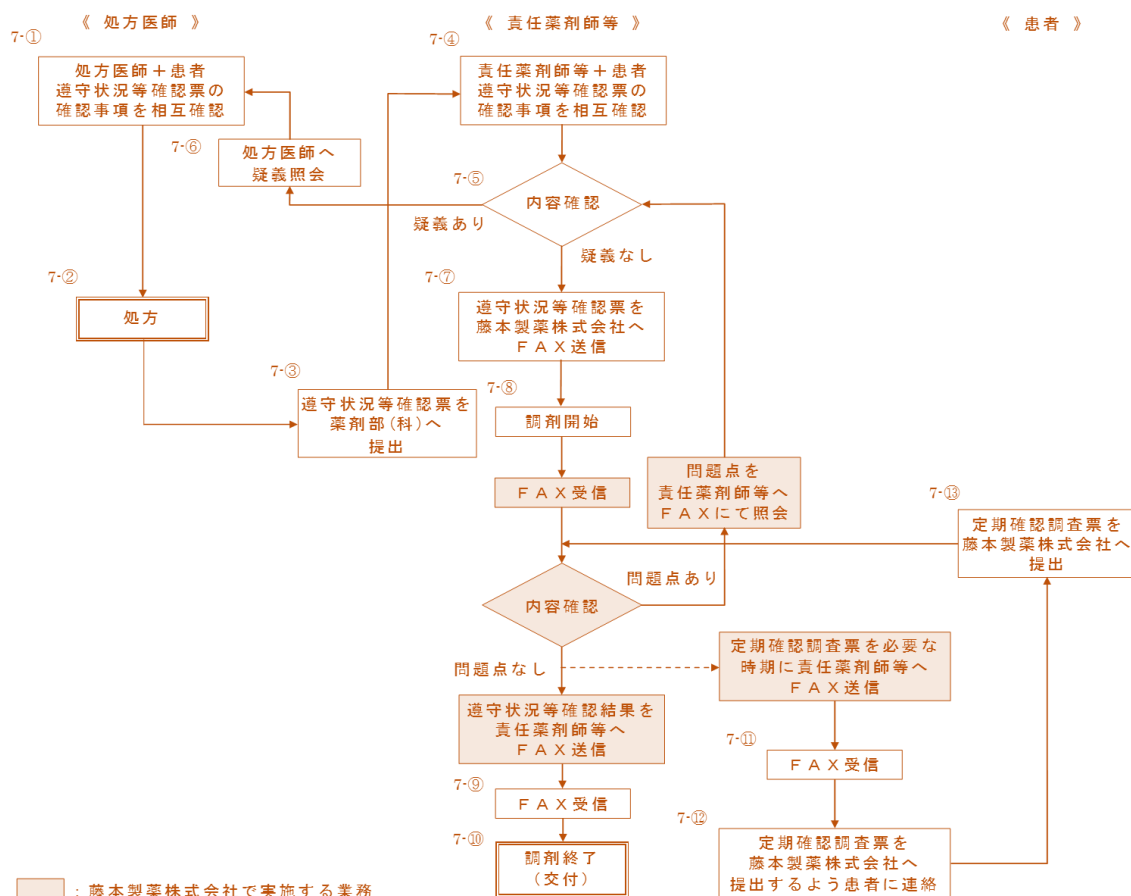 《 処方医師 》
《 責任薬剤師等 》
《 患者 》
7-①
処方医師＋患者
遵守状況等確認票の
確認事項を相互確認
7-④
責任薬剤師等＋患者
遵守状況等確認票の
確認事項を相互確認
7-⑥
処方医師へ
疑義照会
7-⑤
内容確認
疑義あり
疑義なし
7-②
処方
7-⑦
遵守状況等確認票を
藤本製薬株式会社へ
ＦＡＸ送信
7-③
遵守状況等確認票を
薬剤部(科)へ
提出
7-⑧
調剤開始
ＦＡＸ受信
問題点を
責任薬剤師等へ
ＦＡＸにて照会
7-⑬
定期確認調査票を
藤本製薬株式会社へ
提出
内容確認
問題点あり
問題点なし
定期確認調査票を必要な
時期に責任薬剤師等へ
ＦＡＸ送信
遵守状況等確認結果を
責任薬剤師等へ
ＦＡＸ送信
7-⑪
ＦＡＸ受信
7-⑨
ＦＡＸ受信
7-⑫
定期確認調査票を
藤本製薬株式会社へ
提出するよう患者に連絡
7-⑩
調剤終了
(交付)
：藤本製薬株式会社で実施する業務